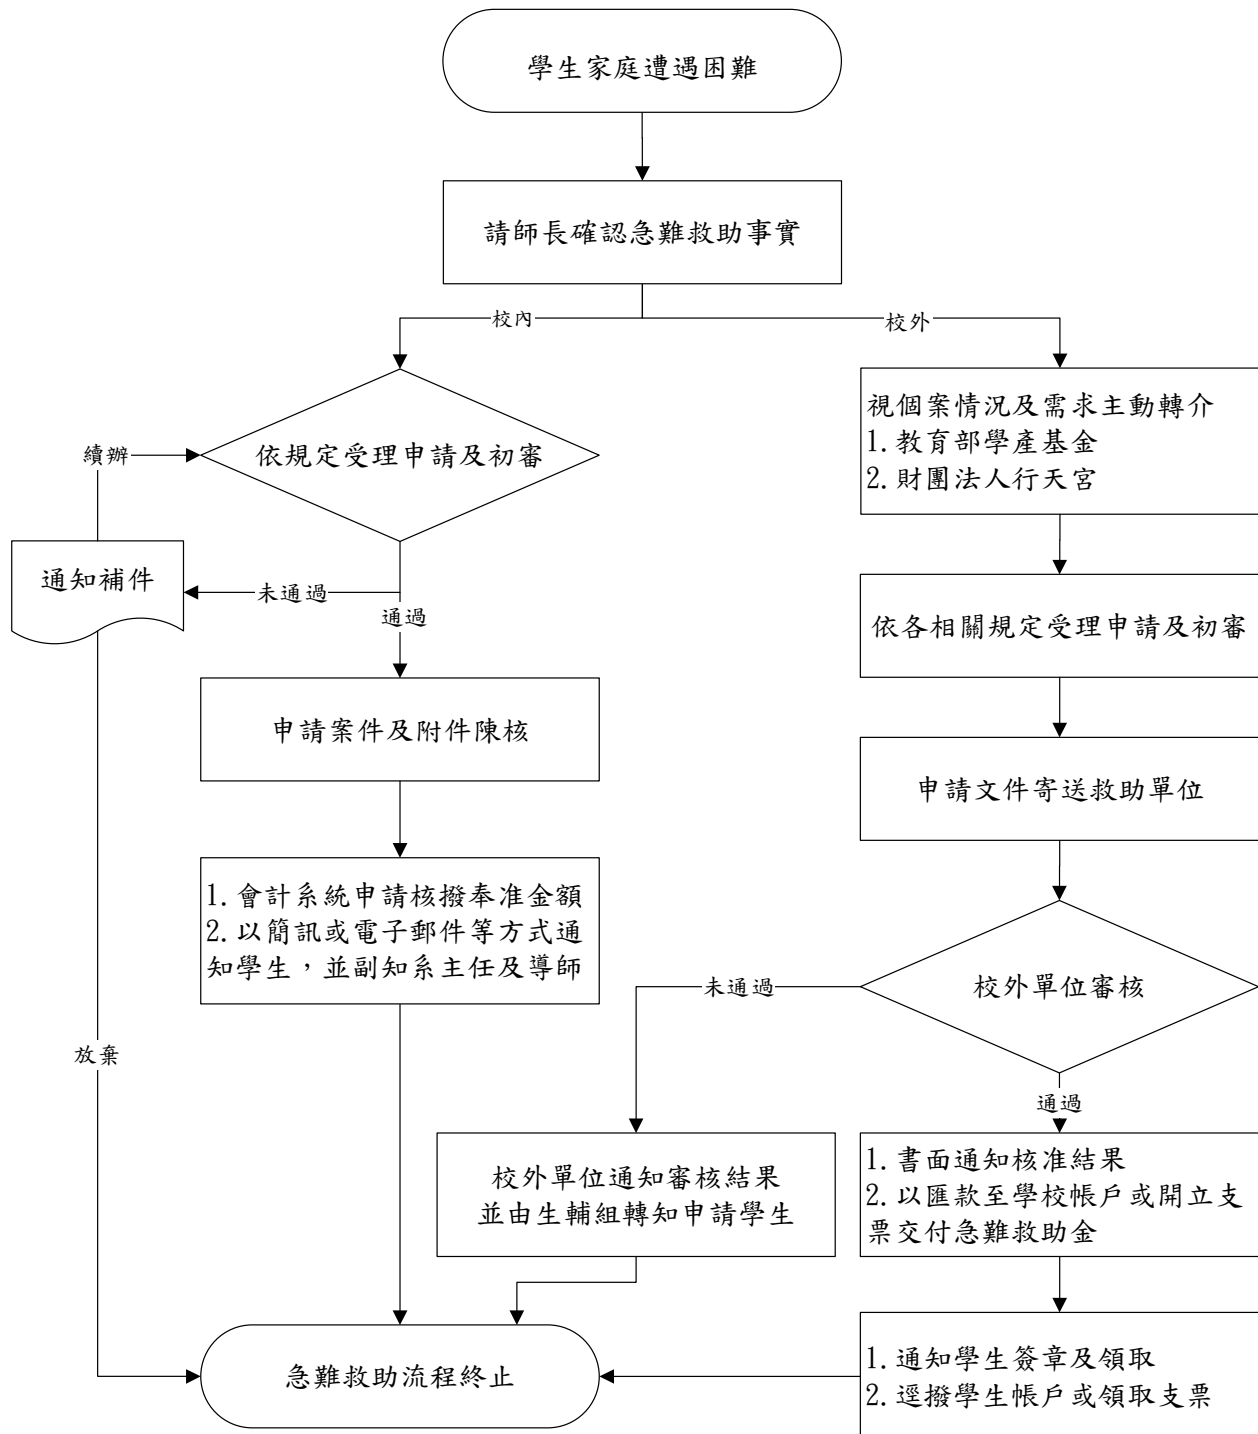 學生家庭遭遇困難
請師長確認急難救助事實
校內
校外
依規定受理申請及初審
續辦
通知補件
未通過
通過
申請案件及附件陳核
1. 會計系統申請核撥奉准金額
2. 以簡訊或電子郵件等方式通
知學生，並副知系主任及導師
放棄
視個案情況及需求主動轉介
1. 教育部學產基金
2. 財團法人行天宮
依各相關規定受理申請及初審
申請文件寄送救助單位
校外單位審核
未通過
通過
校外單位通知審核結果
並由生輔組轉知申請學生
1. 書面通知核准結果
2. 以匯款至學校帳戶或開立支
票交付急難救助金
1. 通知學生簽章及領取
2. 逕撥學生帳戶或領取支票
急難救助流程終止